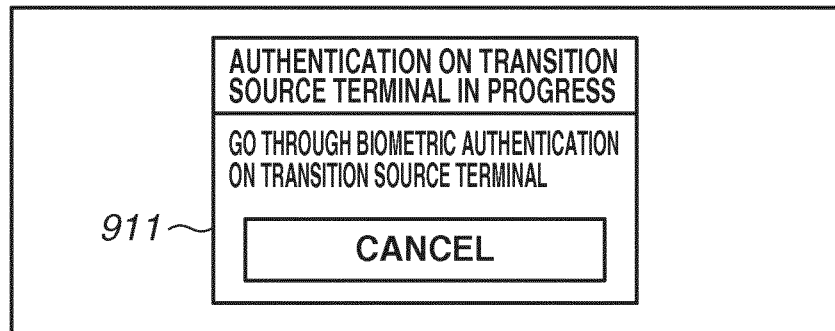 AUTHENTICATION ON TRANSITION
SOURCE TERMINAL IN PROGRESS
GO THROUGH BIOMETRIC AUTHENTICATION
ON TRANSITION SOURCE TERMINAL
911
CANCEL